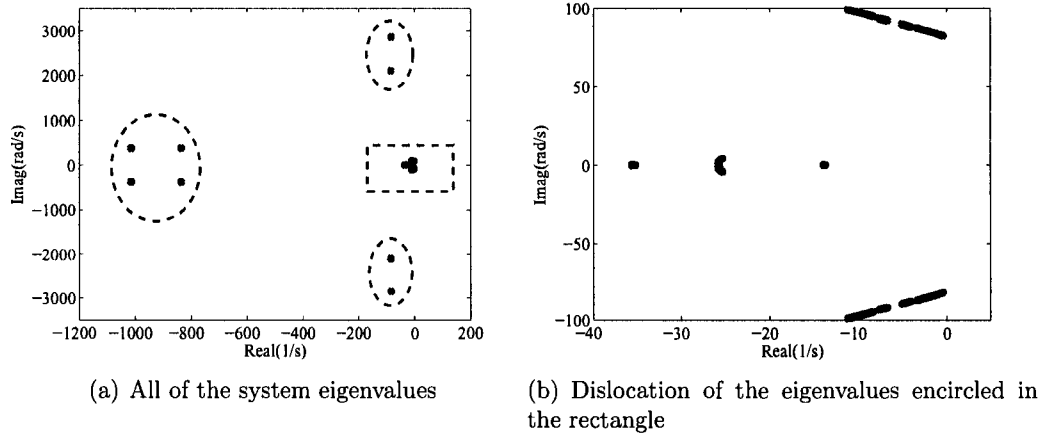 3000
2000
1000
0
−1000
−2000
−3000
Imag(rad/s)
−1200 −1000 −800 −600 −400 −200 0 200
Real(1/s)
(a) All of the system eigenvalues
100
50
0
−50
−100
Imag(rad/s)
−40 −30 −20 −10 0
Real(1/s)
(b) Dislocation of the eigenvalues encircled in
the rectangle